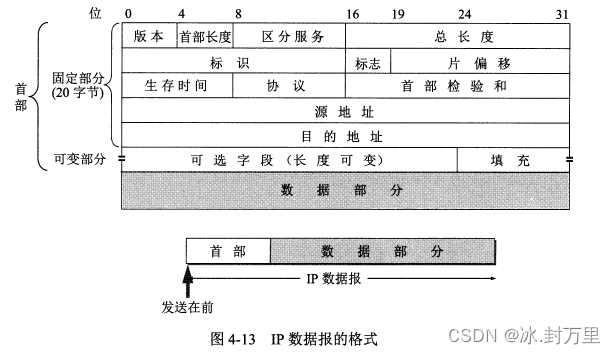 位 0 4 8 16 19 24 31
版本 首部长度 区分服务 总长度
标识 标志 片偏移
生存时间 协议 首部检验和
源地址
目的地址
可选字段（长度可变） 填充
数据部分
首部
固定部分
(20字节)
可变部分
首部 数据部分
IP 数据报
发送在前
图 4-13 IP 数据报的格式
CSDN @冰.封万里